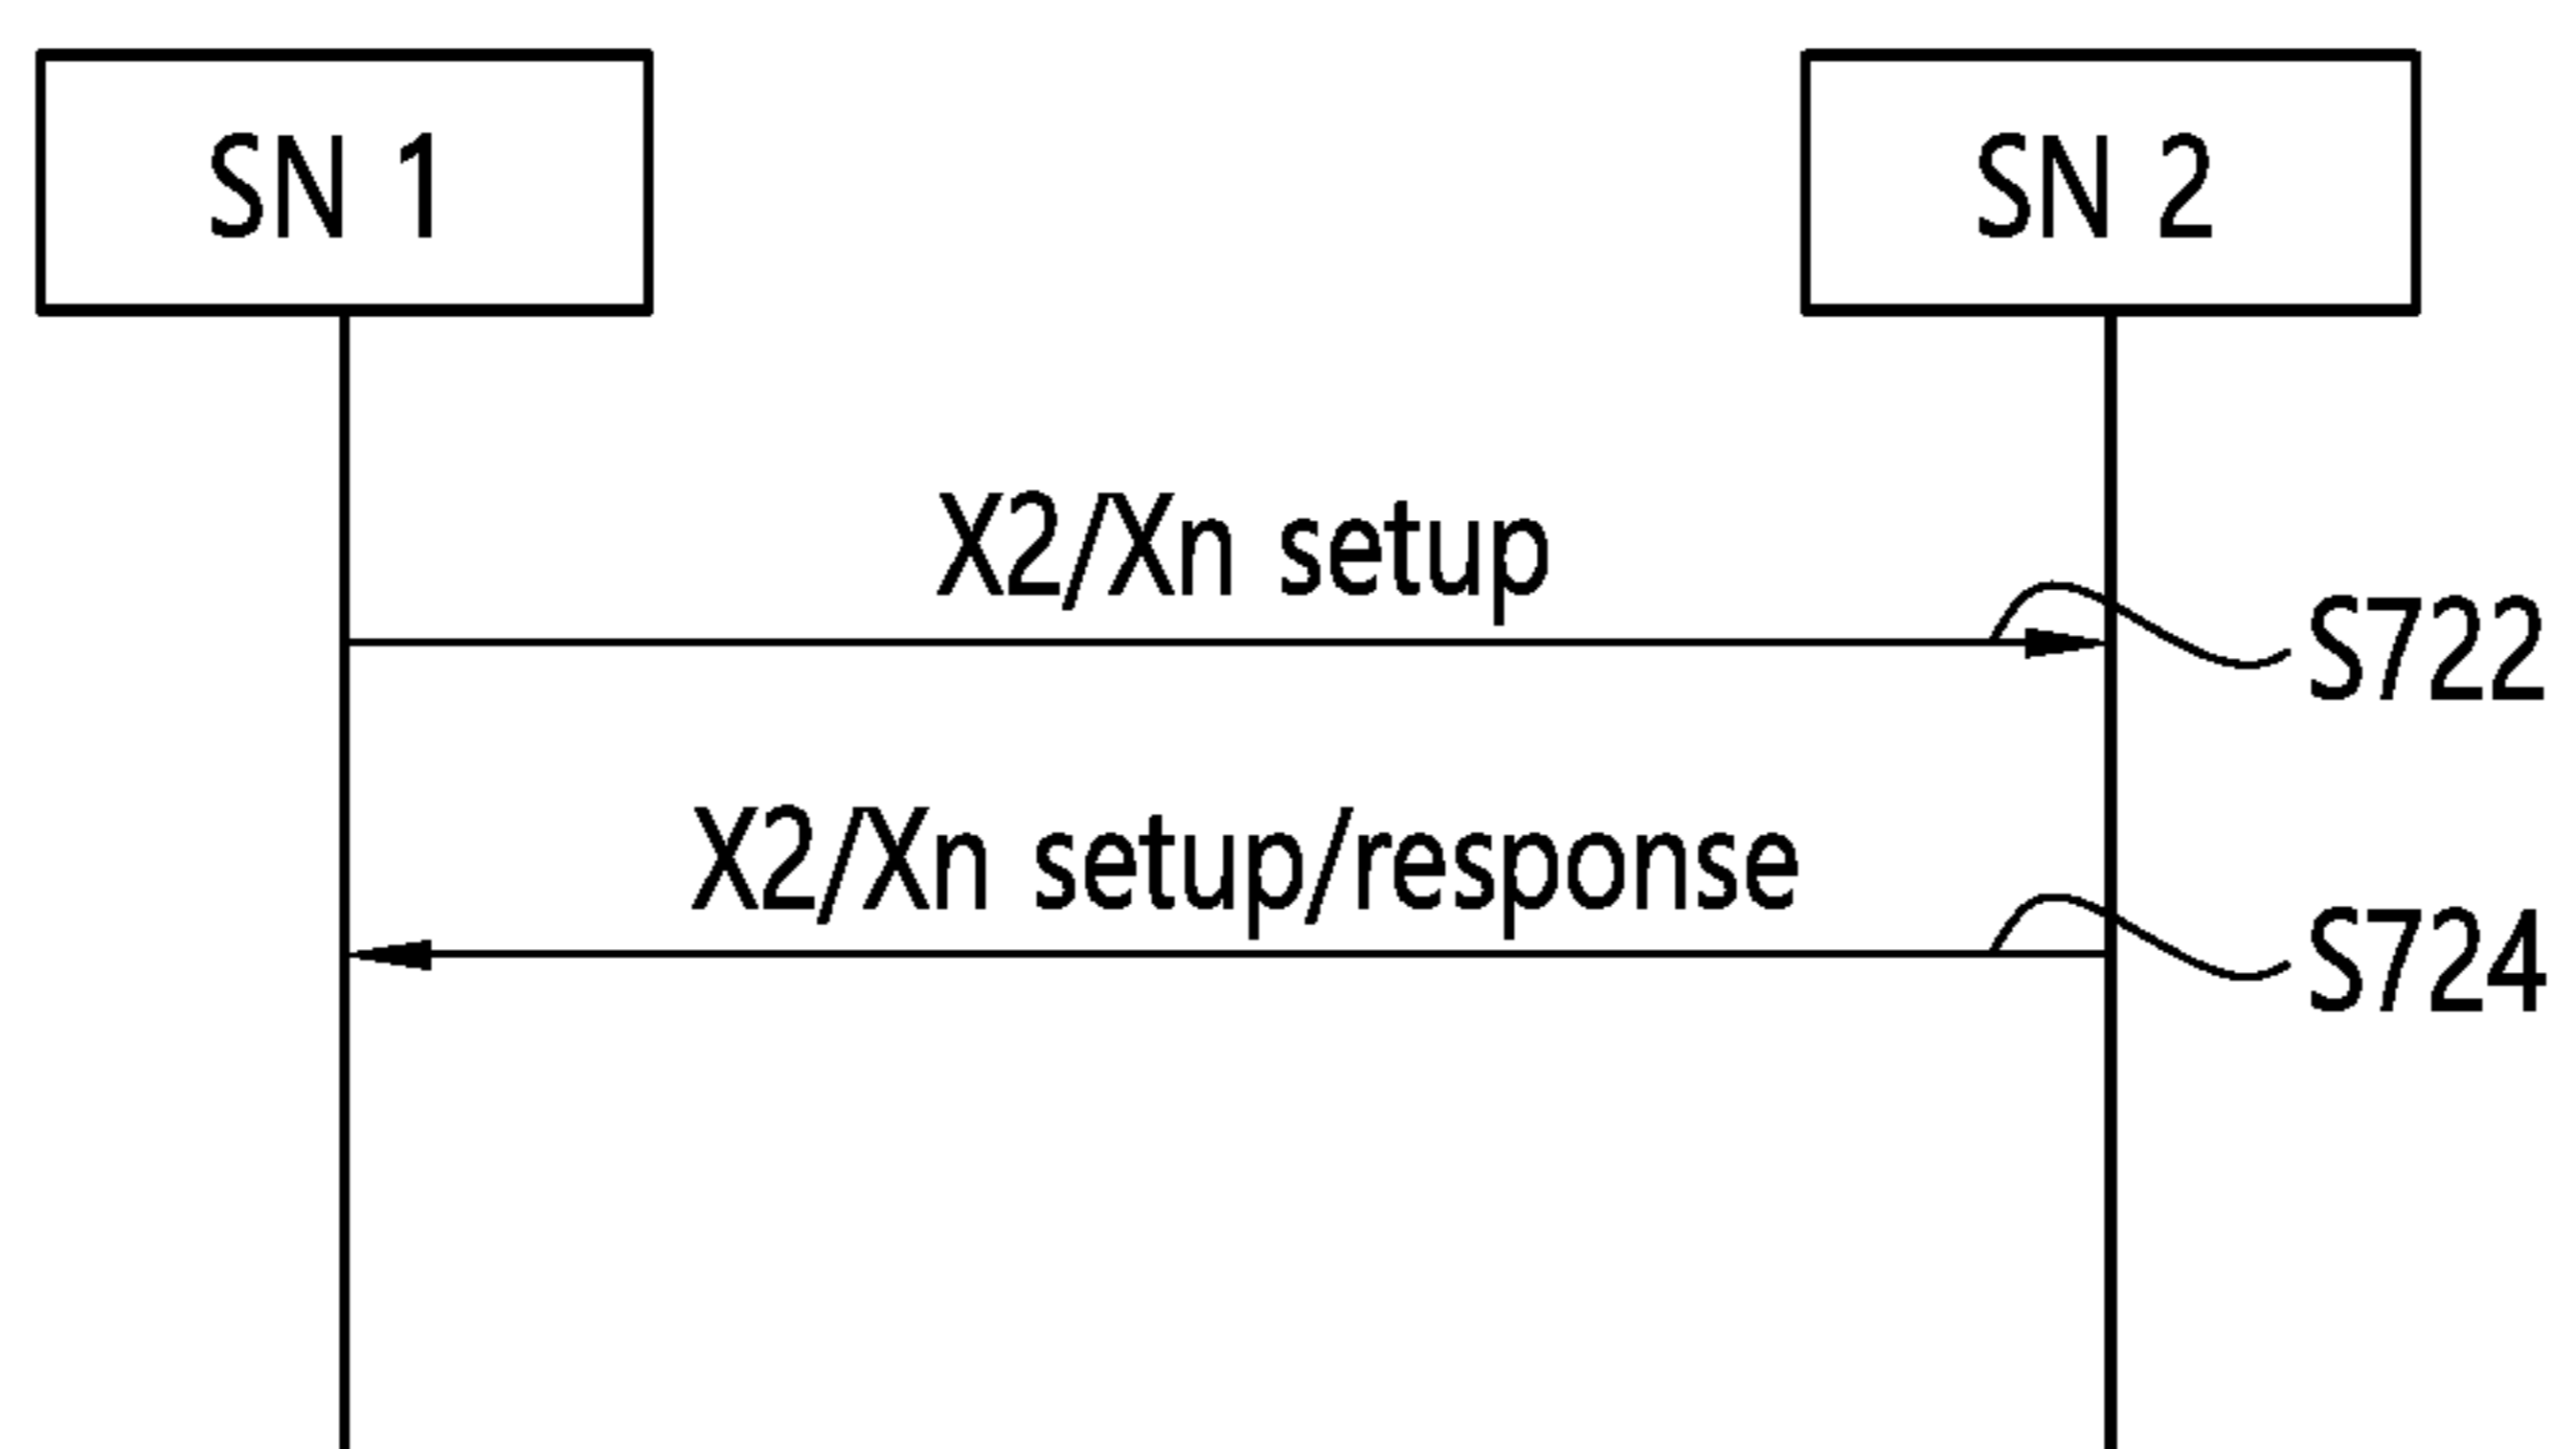 SN 1
SN 2
X2/Xn setup
S722
X2/Xn setup/response
S724